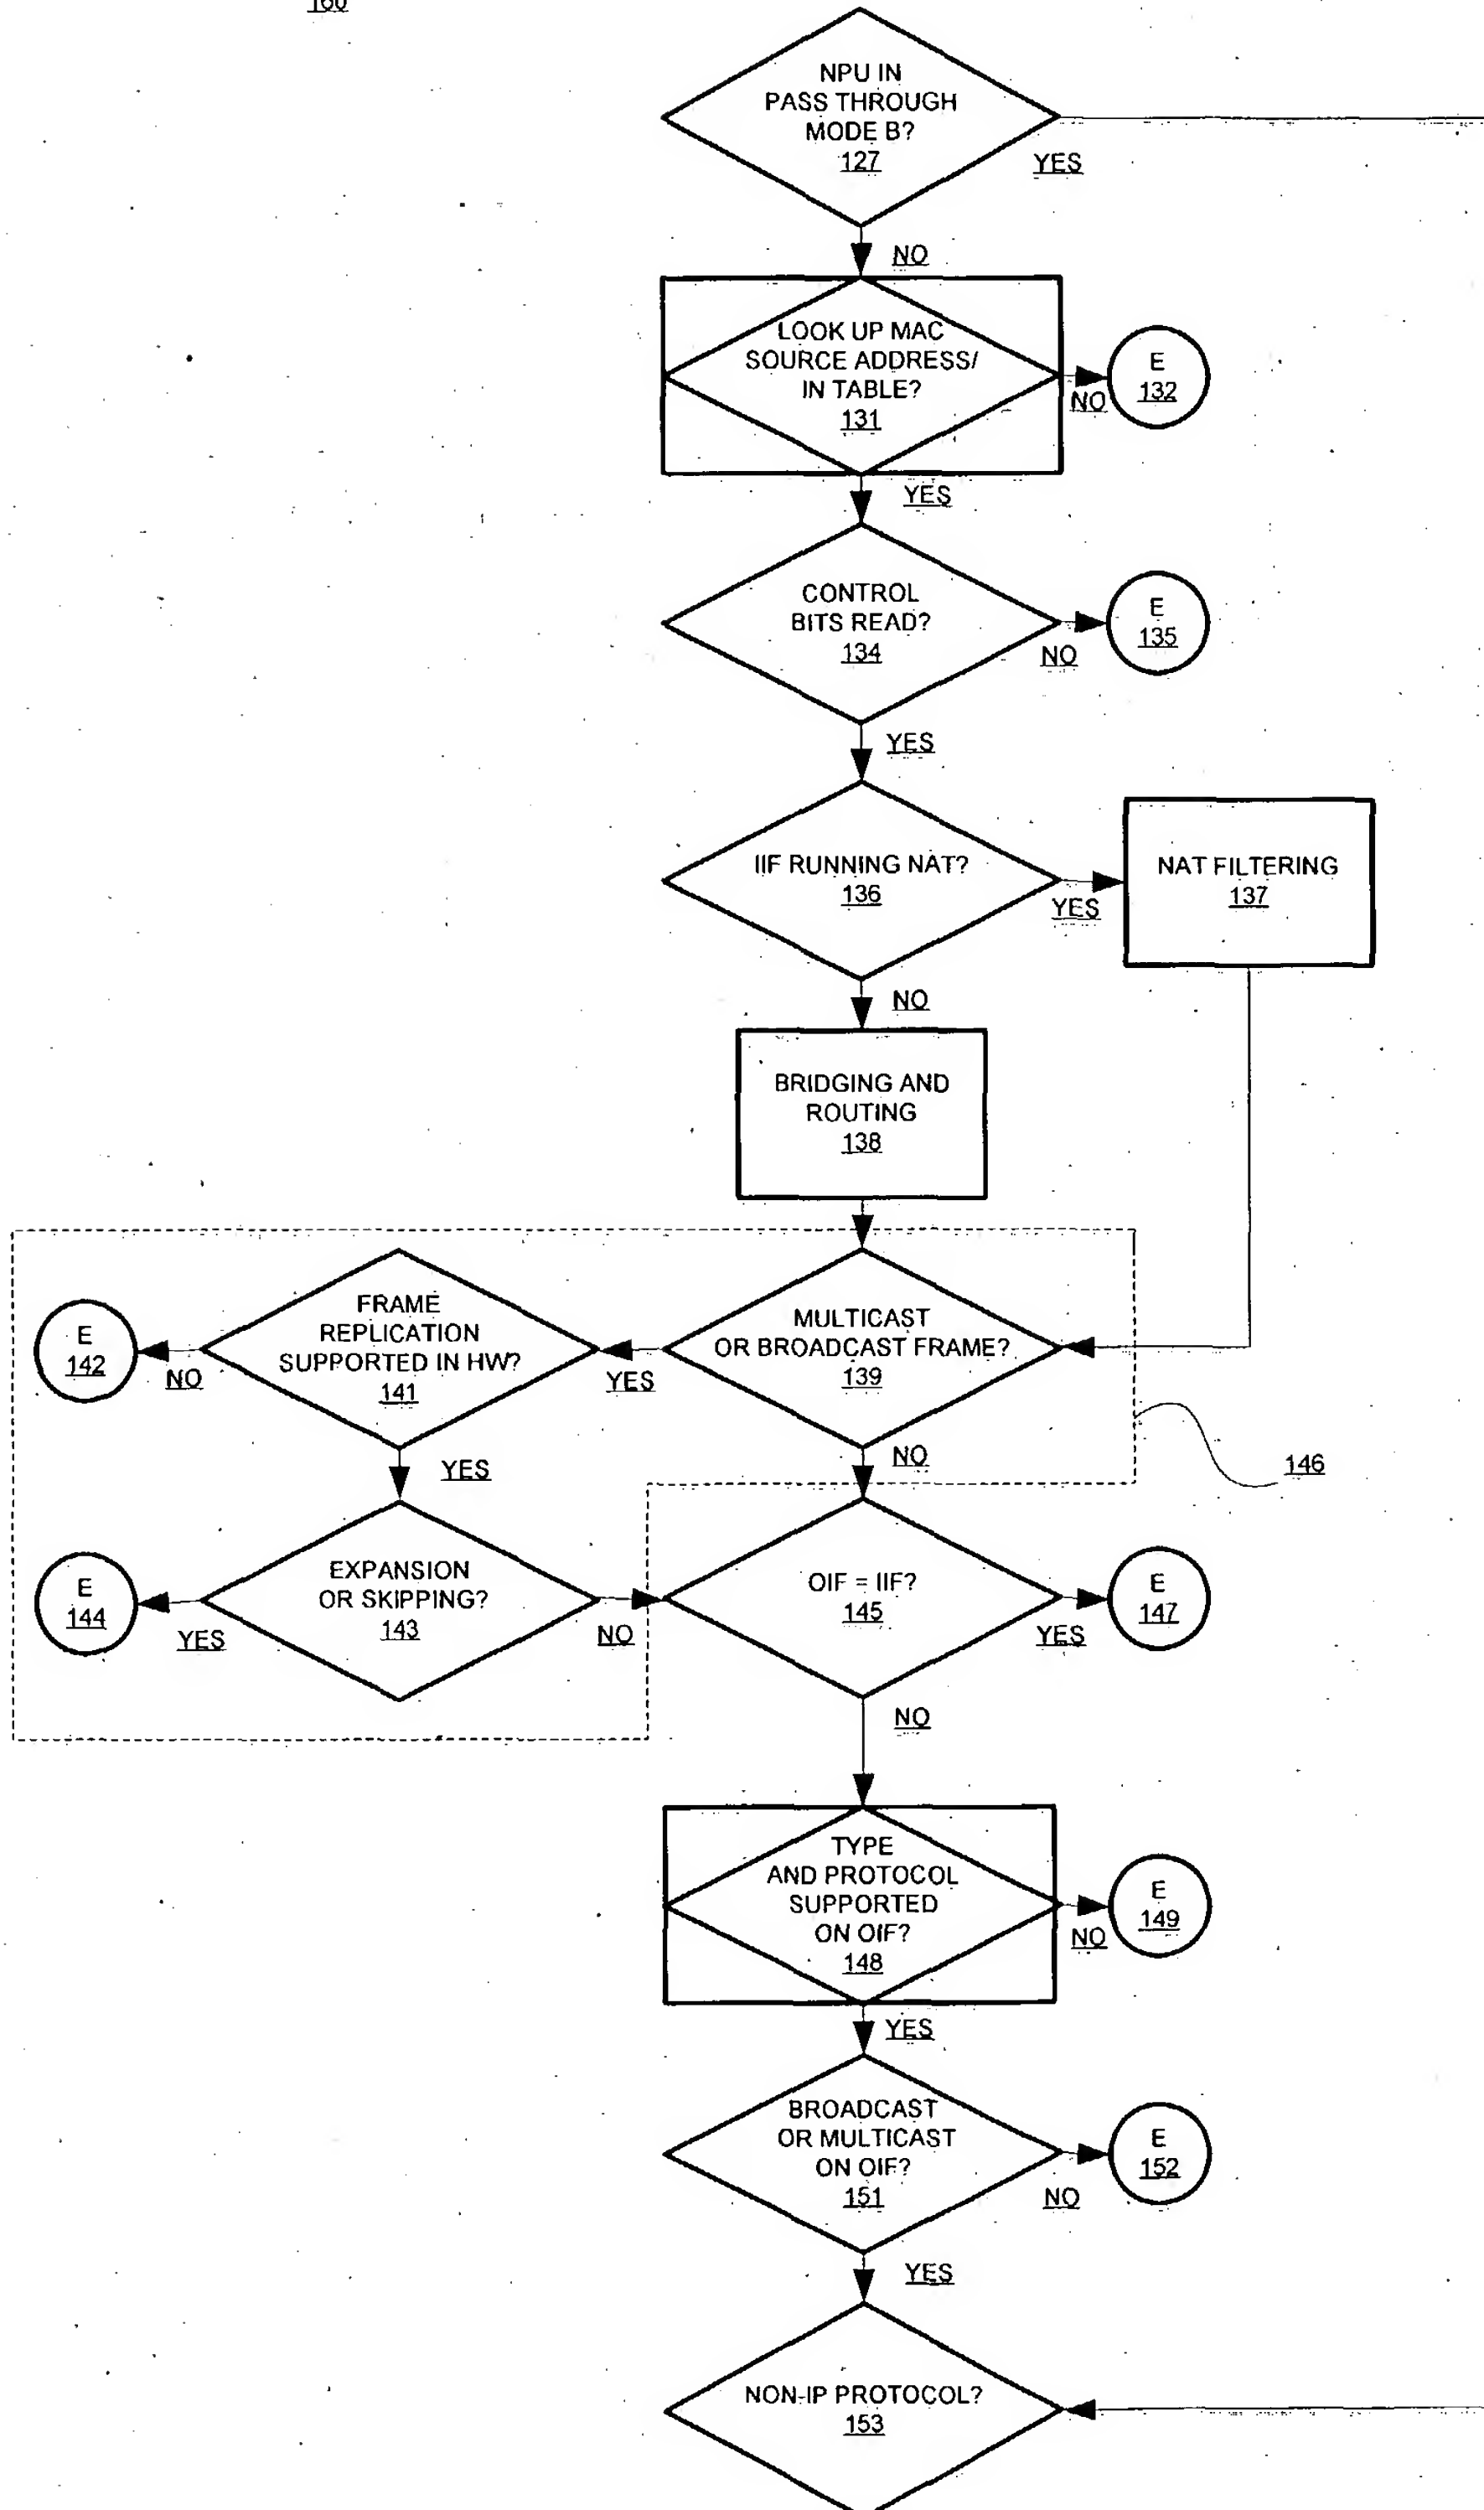 160
NPU IN
PASS THROUGH
MODE B?
127
YES
NO
LOOK UP MAC
SOURCE ADDRESS/
IN TABLE?
131
NO
E
132
YES
CONTROL
BITS READ?
134
NO
E
135
YES
IIF RUNNING NAT?
136
YES
NAT FILTERING
137
NO
BRIDGING AND
ROUTING
138
MULTICAST
OR BROADCAST FRAME?
139
YES
FRAME
REPLICATION
SUPPORTED IN HW?
141
NO
E
142
YES
NO
146
EXPANSION
OR SKIPPING?
143
YES
E
144
NO
OIF = IIF?
145
YES
E
147
NO
TYPE
AND PROTOCOL
SUPPORTED
ON OIF?
148
NO
E
149
YES
BROADCAST
OR MULTICAST
ON OIF?
151
NO
E
152
YES
NON-IP PROTOCOL?
153